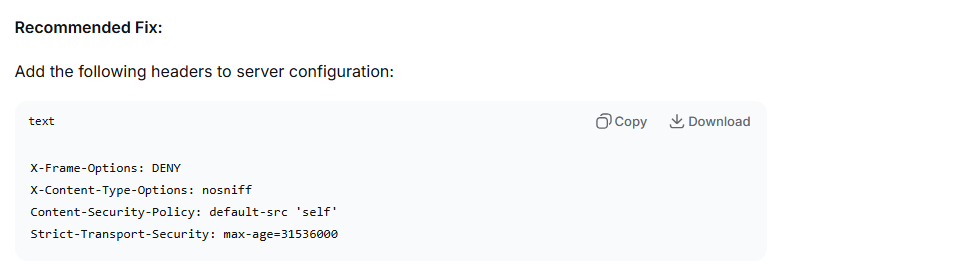 Recommended Fix:
Add the following headers to server configuration:
text Copy Download
X-Frame-Options: DENY
X-Content-Type-Options: nosniff
Content-Security-Policy: default-src 'self'
Strict-Transport-Security: max-age=31536000